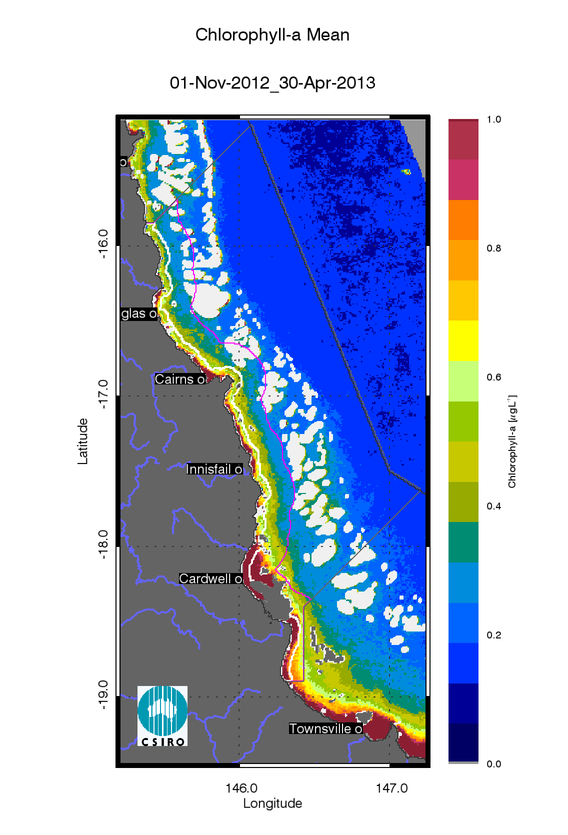 Chlorophyll-a Mean
01-Nov-2012_30-Apr-2013
1.0
-16.0
0.8
glas o
Cairns o
0.6
-17.0
Latitude
Chlorophyll-a [μgL⁻]
Innisfail o
0.4
-18.0
Cardwell o
0.2
-19.0
CSIRO
Townsville o
0.0
146.0 147.0
Longitude